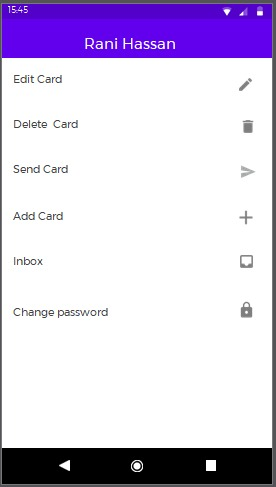 15:45
Rani Hassan
Edit Card
Delete  Card
Send Card
Add Card
Inbox
Change password